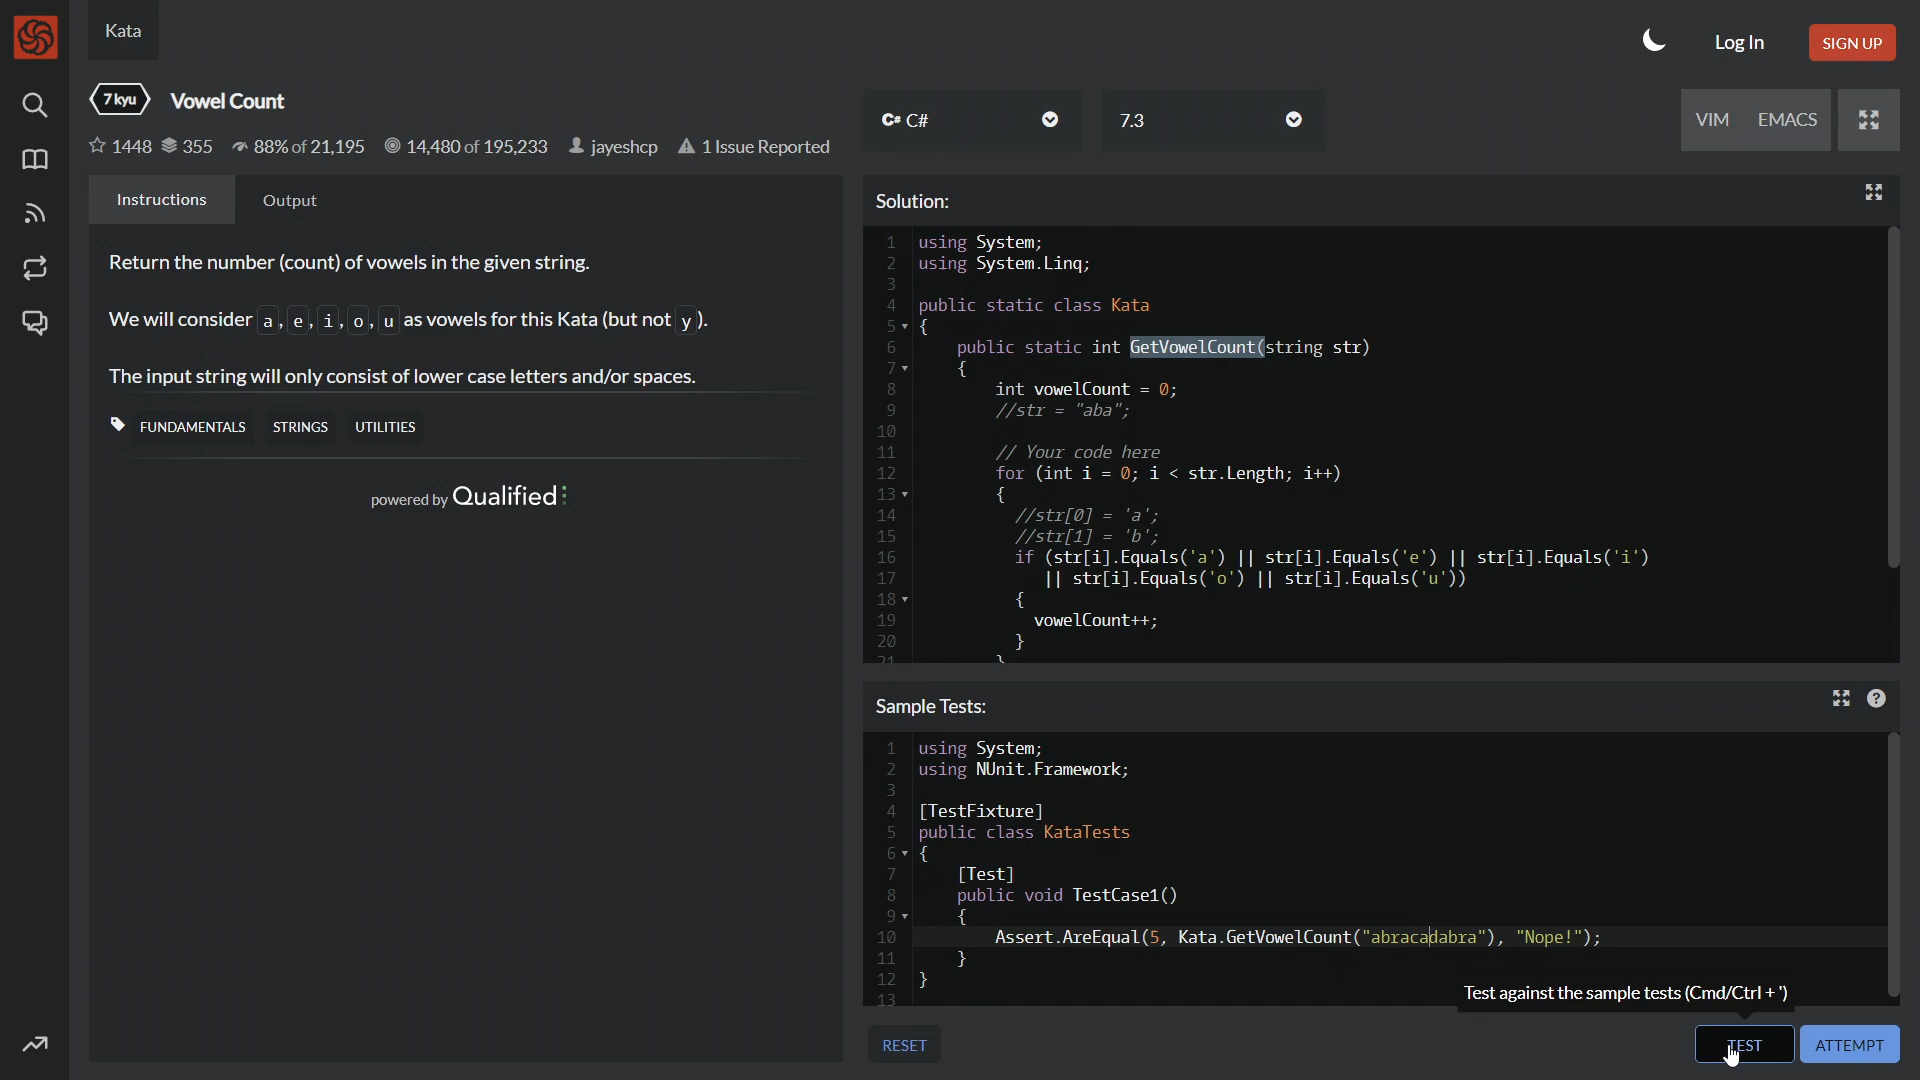 Kata
Log In
SIGN UP
7 kyu
Vowel Count
1448 355 88% of 21,195 14,480 of 195,233 jayeshcp 1 Issue Reported
C# C#
7.3
VIM EMACS
Instructions
Output
Return the number (count) of vowels in the given string.
We will consider a, e, i, o, u as vowels for this Kata (but not y).
The input string will only consist of lower case letters and/or spaces.
FUNDAMENTALS STRINGS UTILITIES
powered by Qualified
Solution:
1 using System;
2 using System.Linq;
3
4 public static class Kata
5 {
6 public static int GetVowelCount(string str)
7 {
8 int vowelCount = 0;
9 //str = "aba";
10
11 // Your code here
12 for (int i = 0; i < str.Length; i++)
13 {
14 //str[0] = 'a';
15 //str[1] = 'b';
16 if (str[i].Equals('a') || str[i].Equals('e') || str[i].Equals('i')
17 || str[i].Equals('o') || str[i].Equals('u'))
18 {
19 vowelCount++;
20 }
21 }
Sample Tests:
?
1 using System;
2 using NUnit.Framework;
3
4 [TestFixture]
5 public class KataTests
6 {
7 [Test]
8 public void TestCase1()
9 {
10 Assert.AreEqual(5, Kata.GetVowelCount("abracadabra"), "Nope!");
11 }
12 }
13
Test against the sample tests (Cmd/Ctrl + ')
RESET
TEST
ATTEMPT